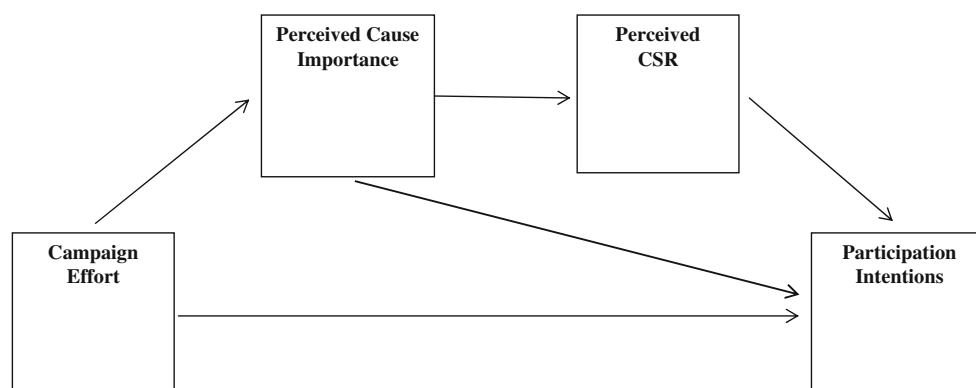 Perceived Cause
Importance
Perceived
CSR
Campaign
Effort
Participation
Intentions